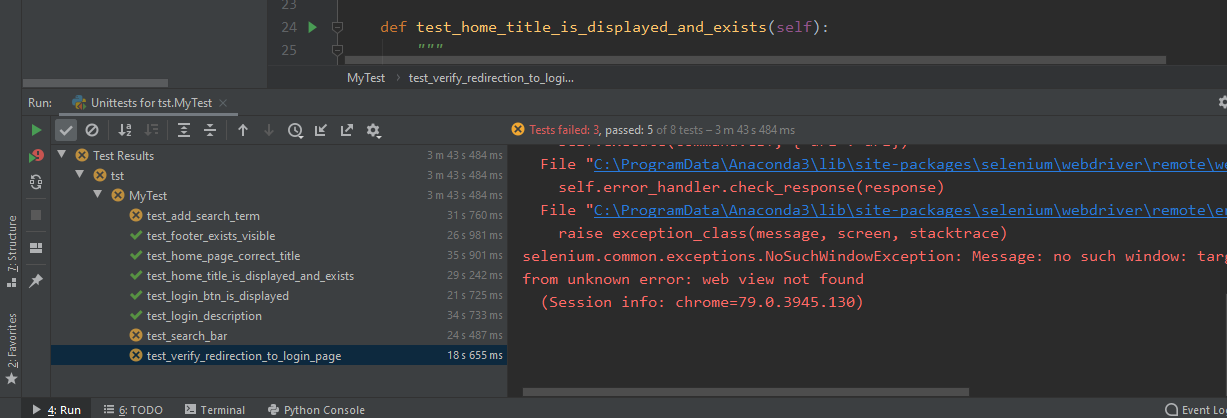 23
24 def test_home_title_is_displayed_and_exists(self):
25 """
MyTest › test_verify_redirection_to_logi...
Run: Unittests for tst.MyTest ×
Tests failed: 3, passed: 5 of 8 tests – 3 m 43 s 484 ms
Test Results 3 m 43 s 484 ms
tst 3 m 43 s 484 ms
MyTest 3 m 43 s 484 ms
test_add_search_term 31 s 760 ms
test_footer_exists_visible 26 s 981 ms
test_home_page_correct_title 35 s 901 ms
test_home_title_is_displayed_and_exists 29 s 242 ms
test_login_btn_is_displayed 21 s 725 ms
test_login_description 34 s 733 ms
test_search_bar 24 s 487 ms
test_verify_redirection_to_login_page 18 s 655 ms
File "C:\ProgramData\Anaconda3\lib\site-packages\selenium\webdriver\remote\we
self.error_handler.check_response(response)
File "C:\ProgramData\Anaconda3\lib\site-packages\selenium\webdriver\remote\er
raise exception_class(message, screen, stacktrace)
selenium.common.exceptions.NoSuchWindowException: Message: no such window: targ
from unknown error: web view not found
(Session info: chrome=79.0.3945.130)
7: Structure
2: Favorites
4: Run 6: TODO Terminal Python Console Event Lo